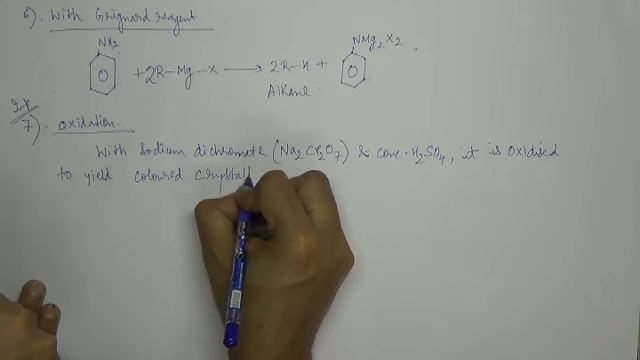 6). With Grignard reagent
NH2 NMg2X2
+ 2R-Mg-X ⟶ 2R-H + .
Alkane.
Imp
7). Oxidation.
With Sodium dichromate (Na2Cr2O7) & conc. H2SO4, it is oxidised
to yield coloured crystall